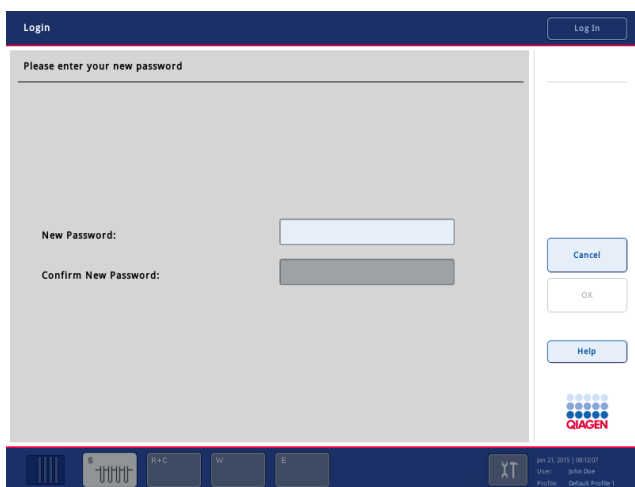 Login
Log In
Please enter your new password
New Password:
Confirm New Password:
Cancel
OK
Help
QIAGEN
S
R+C
W
E
Jan 21, 2015 | 08:12:07
User: John Doe
Profile: Default Profile 1